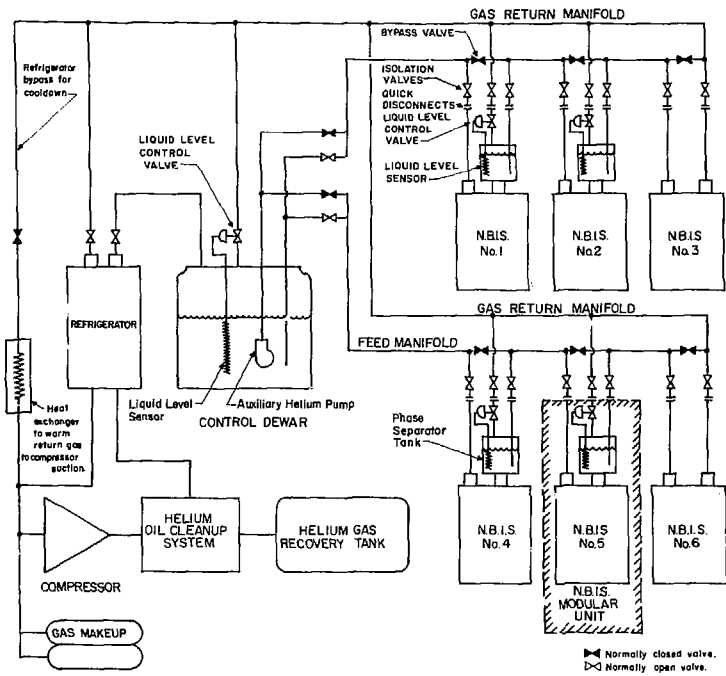 GAS RETURN MANIFOLD
BYPASS VALVE
Refrigerator
bypass for
cooldown
ISOLATION
VALVES
QUICK
DISCONNECTS
LIQUID LEVEL
CONTROL
VALVE
LIQUID LEVEL
SENSOR
LIQUID LEVEL
CONTROL
VALVE
N.B.I.S.
No.1
N.B.I.S.
No.2
N.B.I.S.
No.3
REFRIGERATOR
GAS RETURN MANIFOLD
FEED MANIFOLD
Liquid Level
Sensor
Auxiliary Helium Pump
CONTROL DEWAR
Heat
exchanger
to warm
return gas
to compressor
suction.
Phase
Separator
Tank
HELIUM
OIL CLEANUP
SYSTEM
HELIUM GAS
RECOVERY TANK
COMPRESSOR
N.B.I.S.
No.4
N.B.I.S
No.5
N.B.I.S.
No.6
N.B.I.S.
MODULAR
UNIT
GAS MAKEUP
Normally closed valve.
Normally open valve.